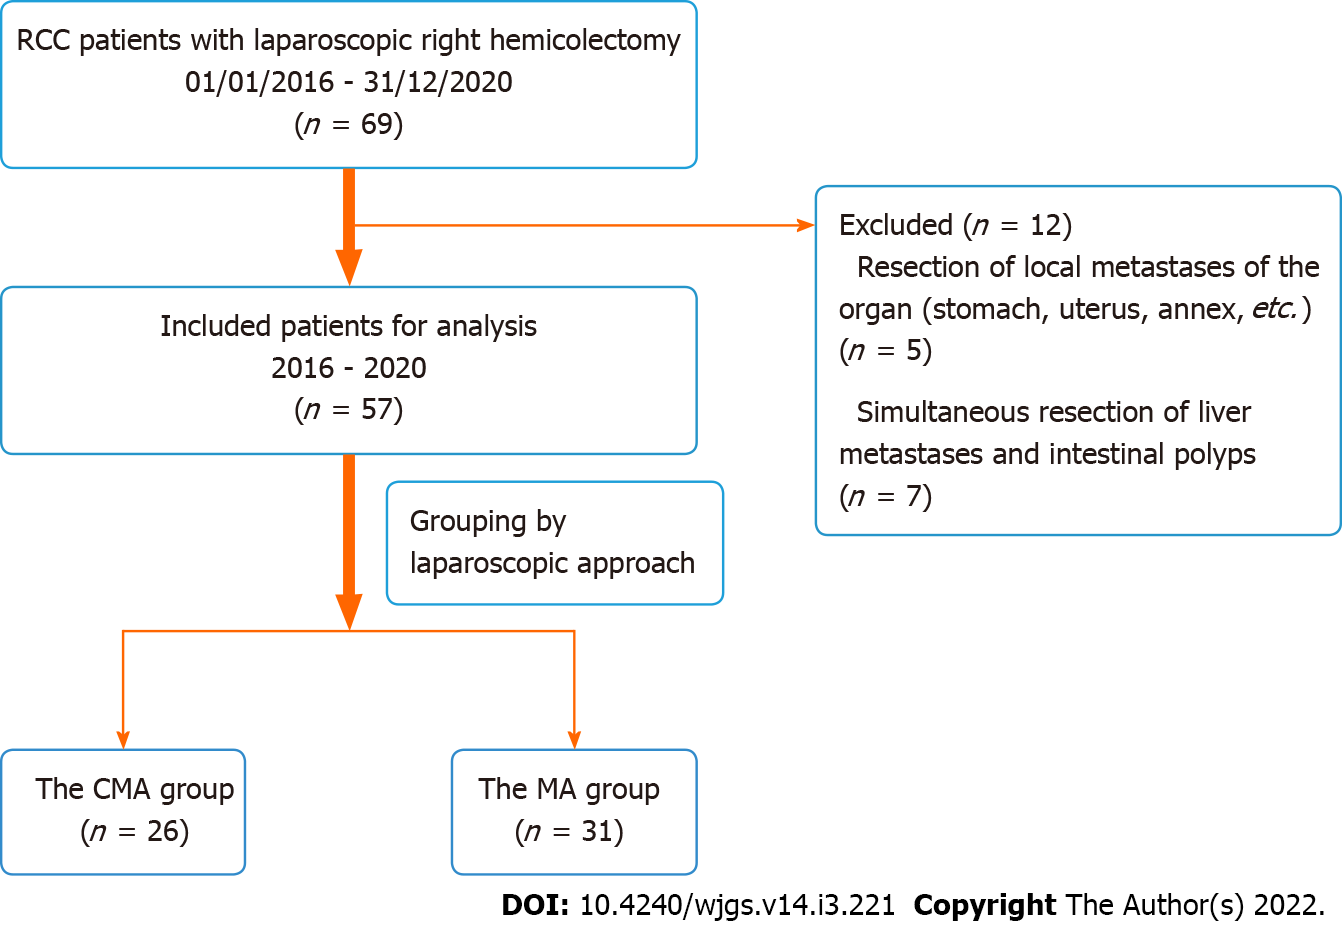 RCC patients with laparoscopic right hemicolectomy
01/01/2016 - 31/12/2020
(n = 69)
Excluded (n = 12)
Resection of local metastases of the
organ (stomach, uterus, annex, etc.)
(n = 5)
Simultaneous resection of liver
metastases and intestinal polyps
(n = 7)
Included patients for analysis
2016 - 2020
(n = 57)
Grouping by
laparoscopic approach
The CMA group
(n = 26)
The MA group
(n = 31)
DOI: 10.4240/wjgs.v14.i3.221 Copyright The Author(s) 2022.